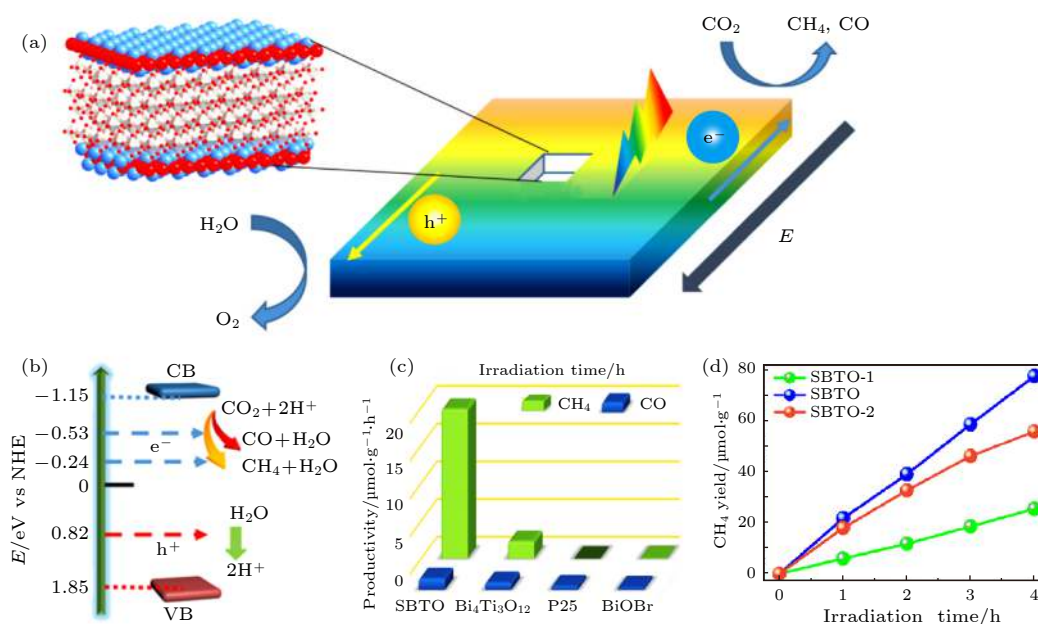 (a)
CO₂
CH₄, CO
e⁻
h⁺
E
H₂O
O₂
(b)
CB
−1.15
CO₂+2H⁺
−0.53
CO+H₂O
e⁻
−0.24
CH₄+H₂O
0
H₂O
0.82
h⁺
2H⁺
1.85
VB
E/eV vs NHE
(c)
Irradiation time/h
CH₄
CO
20
15
10
5
0
Productivity/μmol·g⁻¹·h⁻¹
SBTO
Bi₄Ti₃O₁₂
P25
BiOBr
(d)
80
60
40
20
0
SBTO-1
SBTO
SBTO-2
CH₄ yield/μmol·g⁻¹
0 1 2 3 4
Irradiation time/h